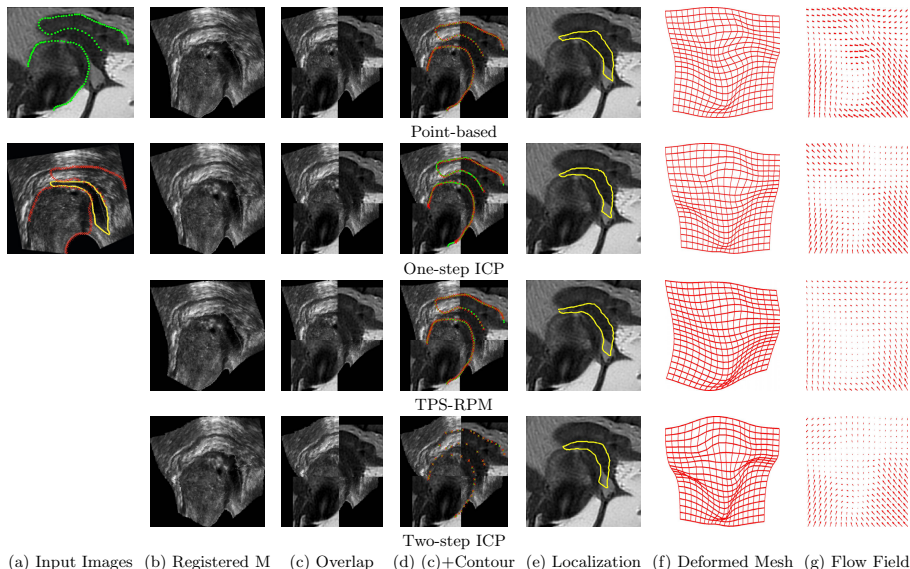 Point-based
One-step ICP
TPS-RPM
Two-step ICP
(a) Input Images (b) Registered M (c) Overlap (d) (c)+Contour (e) Localization (f) Deformed Mesh (g) Flow Field